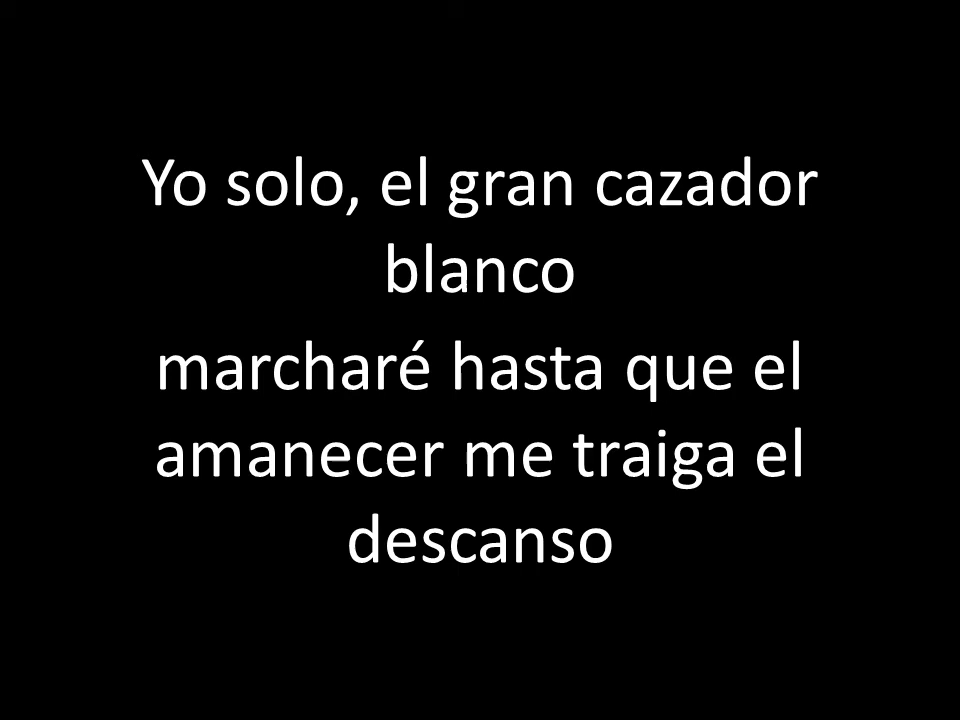 Yo solo, el gran cazador
blanco
marcharé hasta que el
amanecer me traiga el
descanso